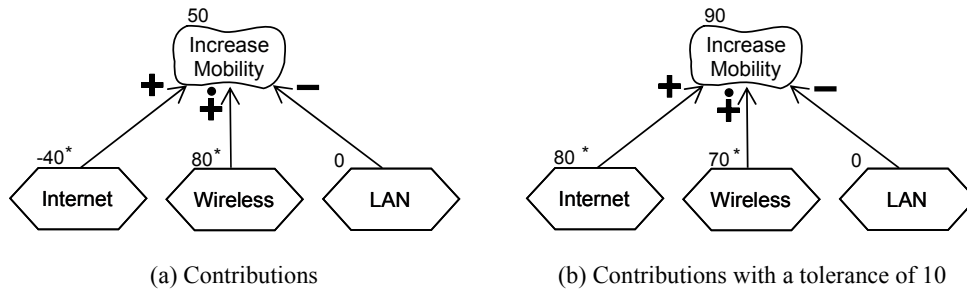 50
Increase
Mobility
-40*
Internet
80*
Wireless
0
LAN
(a) Contributions
90
Increase
Mobility
80 *
Internet
70*
Wireless
0
LAN
(b) Contributions with a tolerance of 10